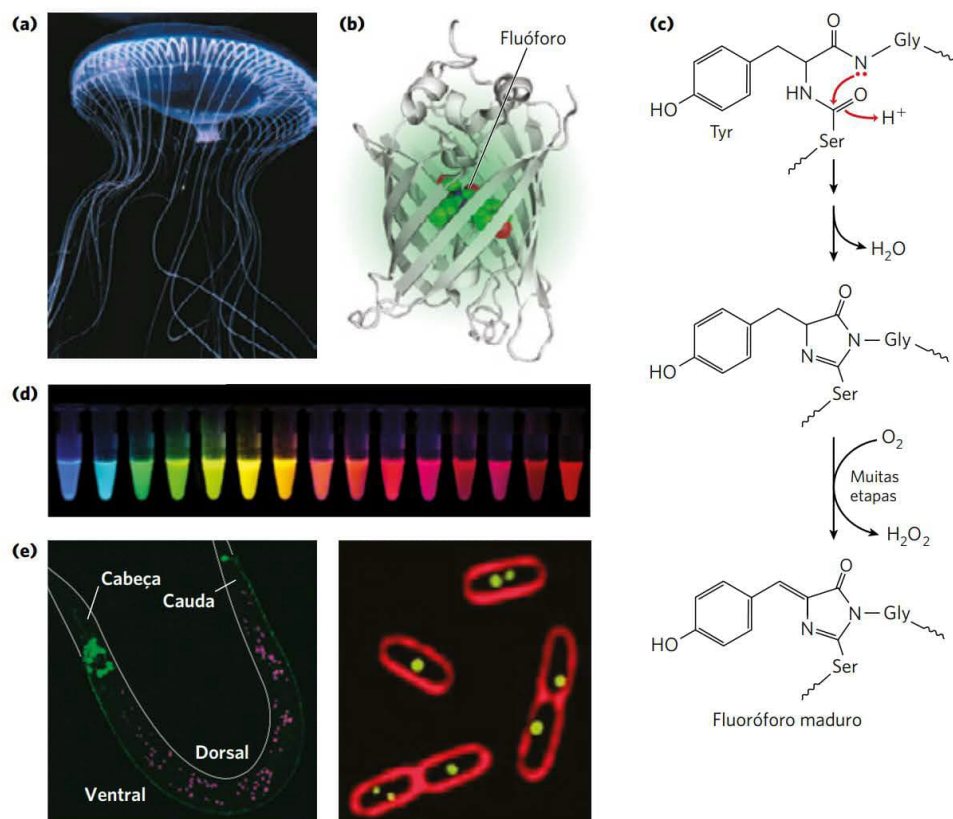 (a)
(b)
Fluóforo
(c)
O
Gly
N
HN
O
H⁺
HO
Tyr
Ser
H₂O
O
N
Gly
N
HO
Ser
O₂
Muitas
etapas
H₂O₂
O
N
Gly
N
HO
Ser
Fluoróforo maduro
(d)
(e)
Cabeça
Cauda
Dorsal
Ventral